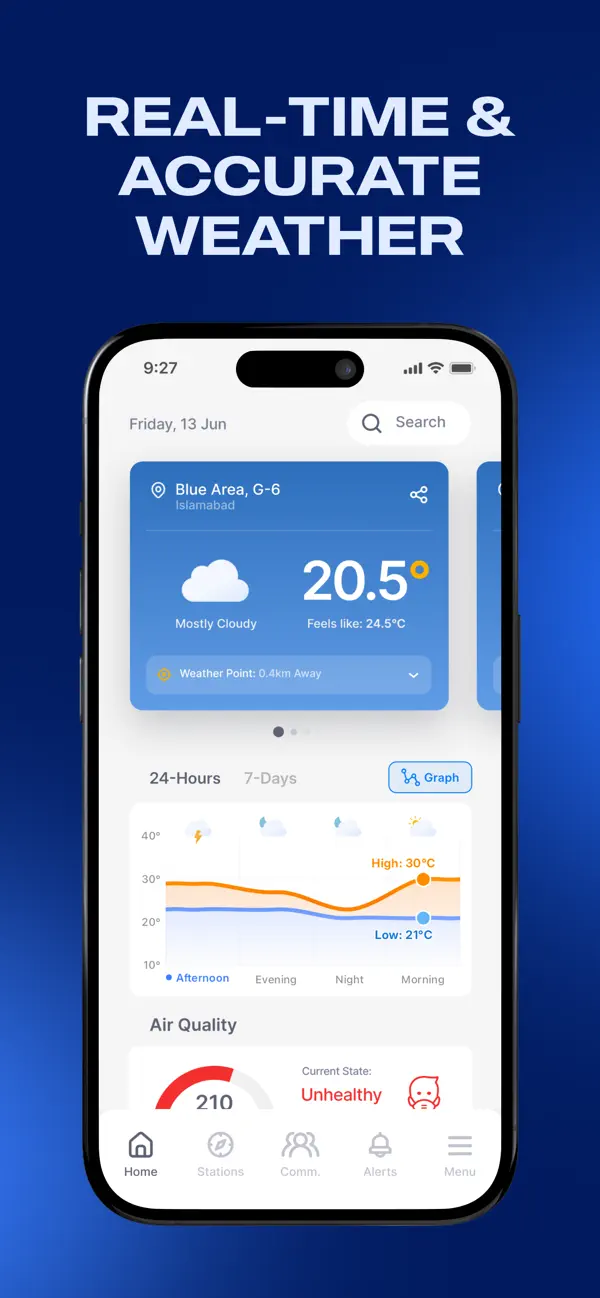 REAL-TIME &
ACCURATE
WEATHER
9:27
Friday, 13 Jun
Search
Blue Area, G-6
Islamabad
20.5°
Mostly Cloudy
Feels like: 24.5°C
Weather Point: 0.4km Away
24-Hours
7-Days
Graph
40°
High: 30°C
30°
20°
Low: 21°C
10°
Afternoon
Evening
Night
Morning
Air Quality
Current State:
210
Unhealthy
Home
Stations
Comm.
Alerts
Menu